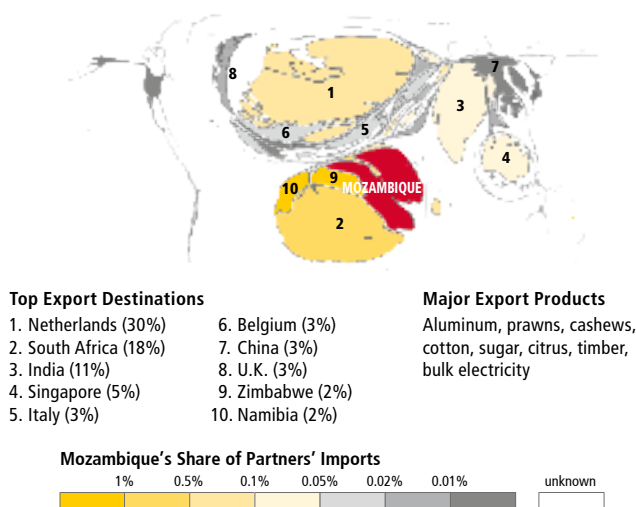 8
7
1
3
6
5
4
9
10
MOZAMBIQUE
2
Top Export Destinations
1. Netherlands (30%)
2. South Africa (18%)
3. India (11%)
4. Singapore (5%)
5. Italy (3%)
6. Belgium (3%)
7. China (3%)
8. U.K. (3%)
9. Zimbabwe (2%)
10. Namibia (2%)
Major Export Products
Aluminum, prawns, cashews,
cotton, sugar, citrus, timber,
bulk electricity
Mozambique’s Share of Partners’ Imports
1% 0.5% 0.1% 0.05% 0.02% 0.01% unknown